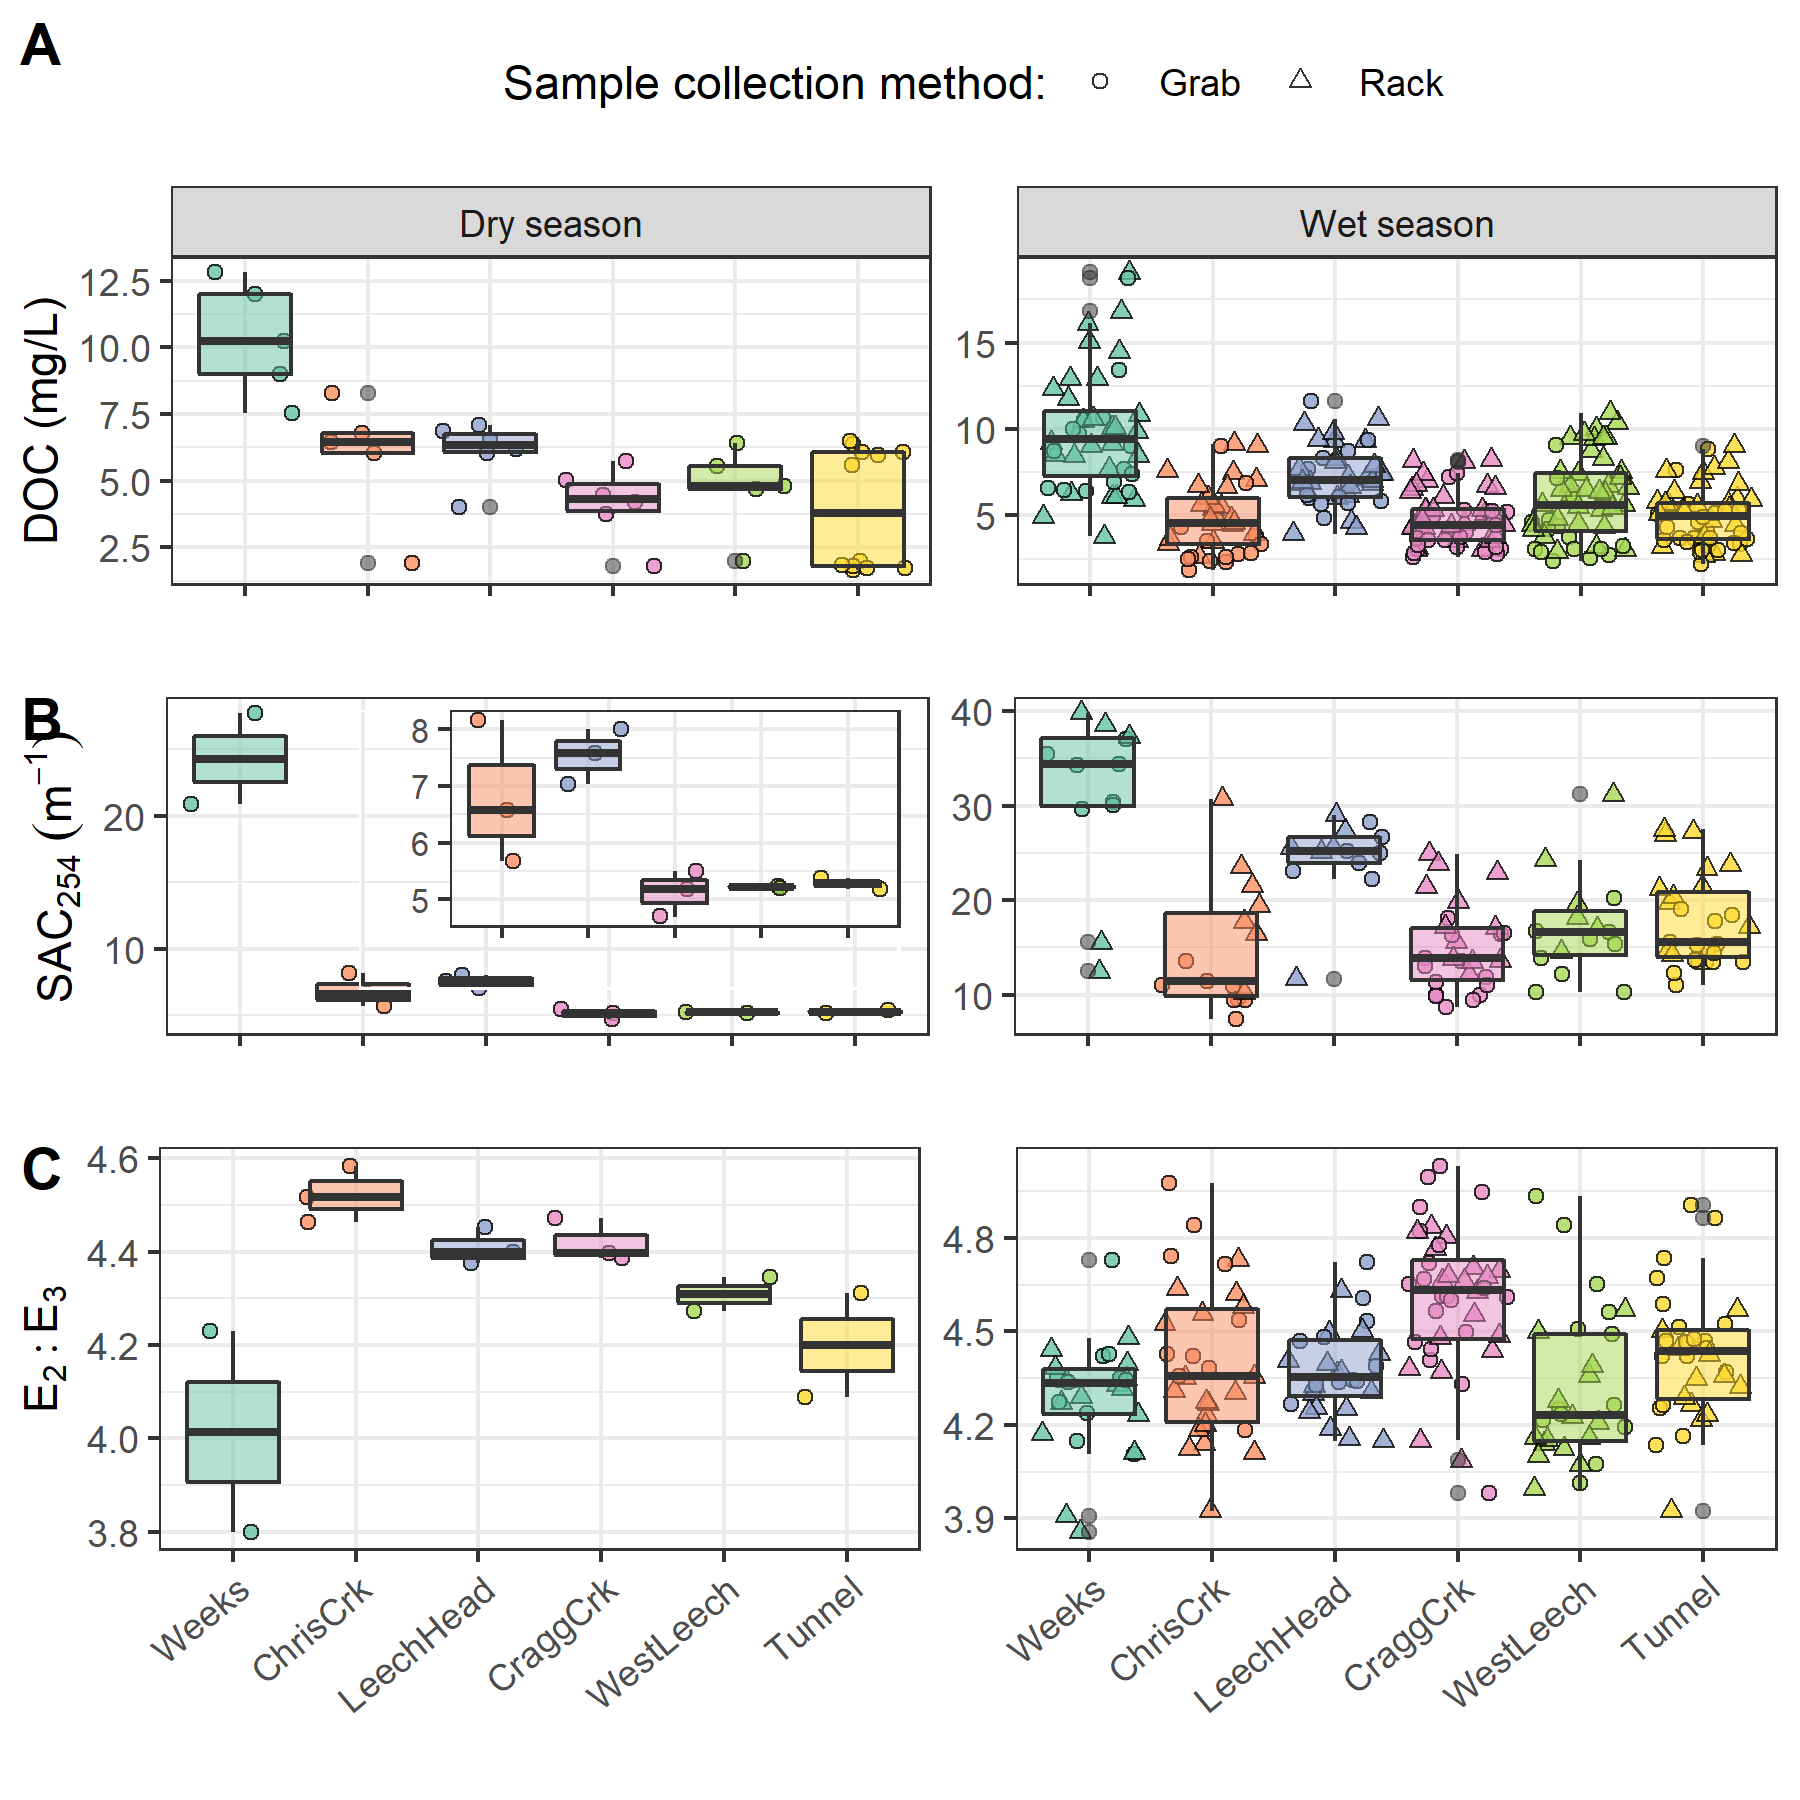 A
Sample collection method: Grab Rack
Dry season Wet season
DOC (mg/L)
12.5
10.0
7.5
5.0
2.5
15
10
5
B
SAC254 (m−1)
20
10
8
7
6
5
40
30
20
10
C
E2 : E3
4.6
4.4
4.2
4.0
3.8
4.8
4.5
4.2
3.9
Weeks ChrisCrk LeechHead CraggCrk WestLeech Tunnel
Weeks ChrisCrk LeechHead CraggCrk WestLeech Tunnel